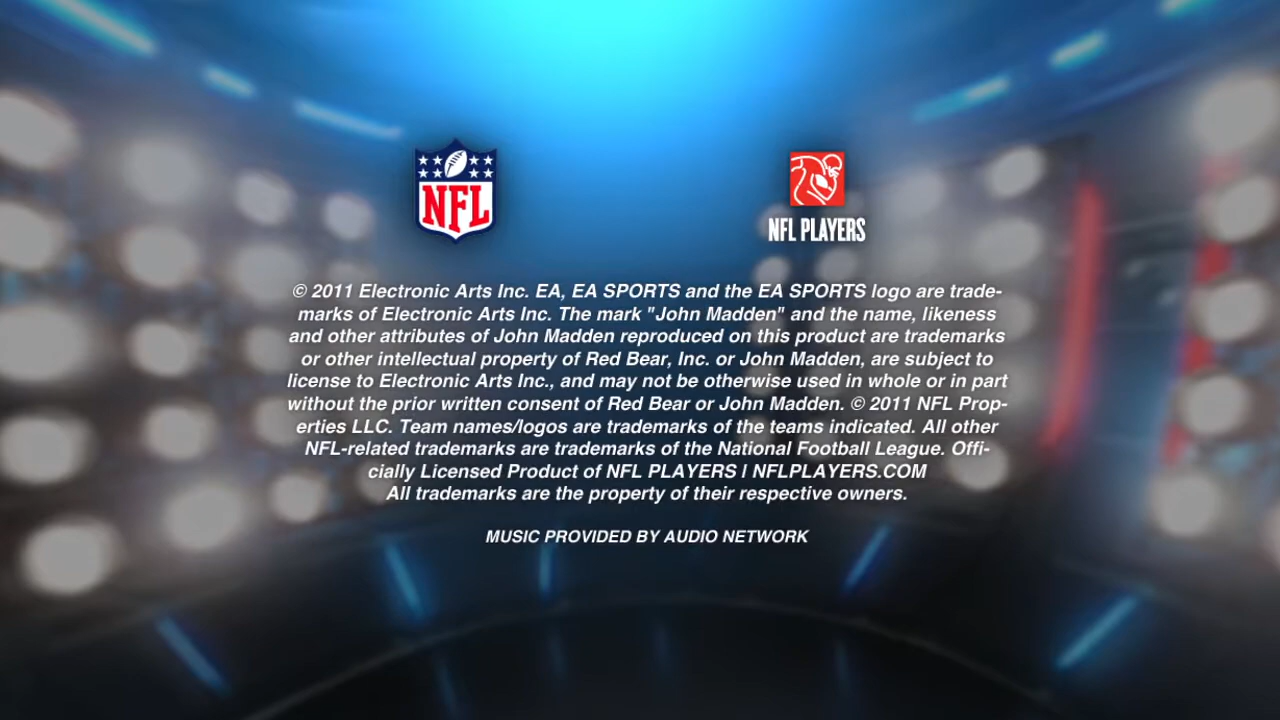 NFL
NFL PLAYERS
© 2011 Electronic Arts Inc. EA, EA SPORTS and the EA SPORTS logo are trade-
marks of Electronic Arts Inc. The mark "John Madden" and the name, likeness
and other attributes of John Madden reproduced on this product are trademarks
or other intellectual property of Red Bear, Inc. or John Madden, are subject to
license to Electronic Arts Inc., and may not be otherwise used in whole or in part
without the prior written consent of Red Bear or John Madden. © 2011 NFL Prop-
erties LLC. Team names/logos are trademarks of the teams indicated. All other
NFL-related trademarks are trademarks of the National Football League. Offi-
cially Licensed Product of NFL PLAYERS I NFLPLAYERS.COM
All trademarks are the property of their respective owners.
MUSIC PROVIDED BY AUDIO NETWORK